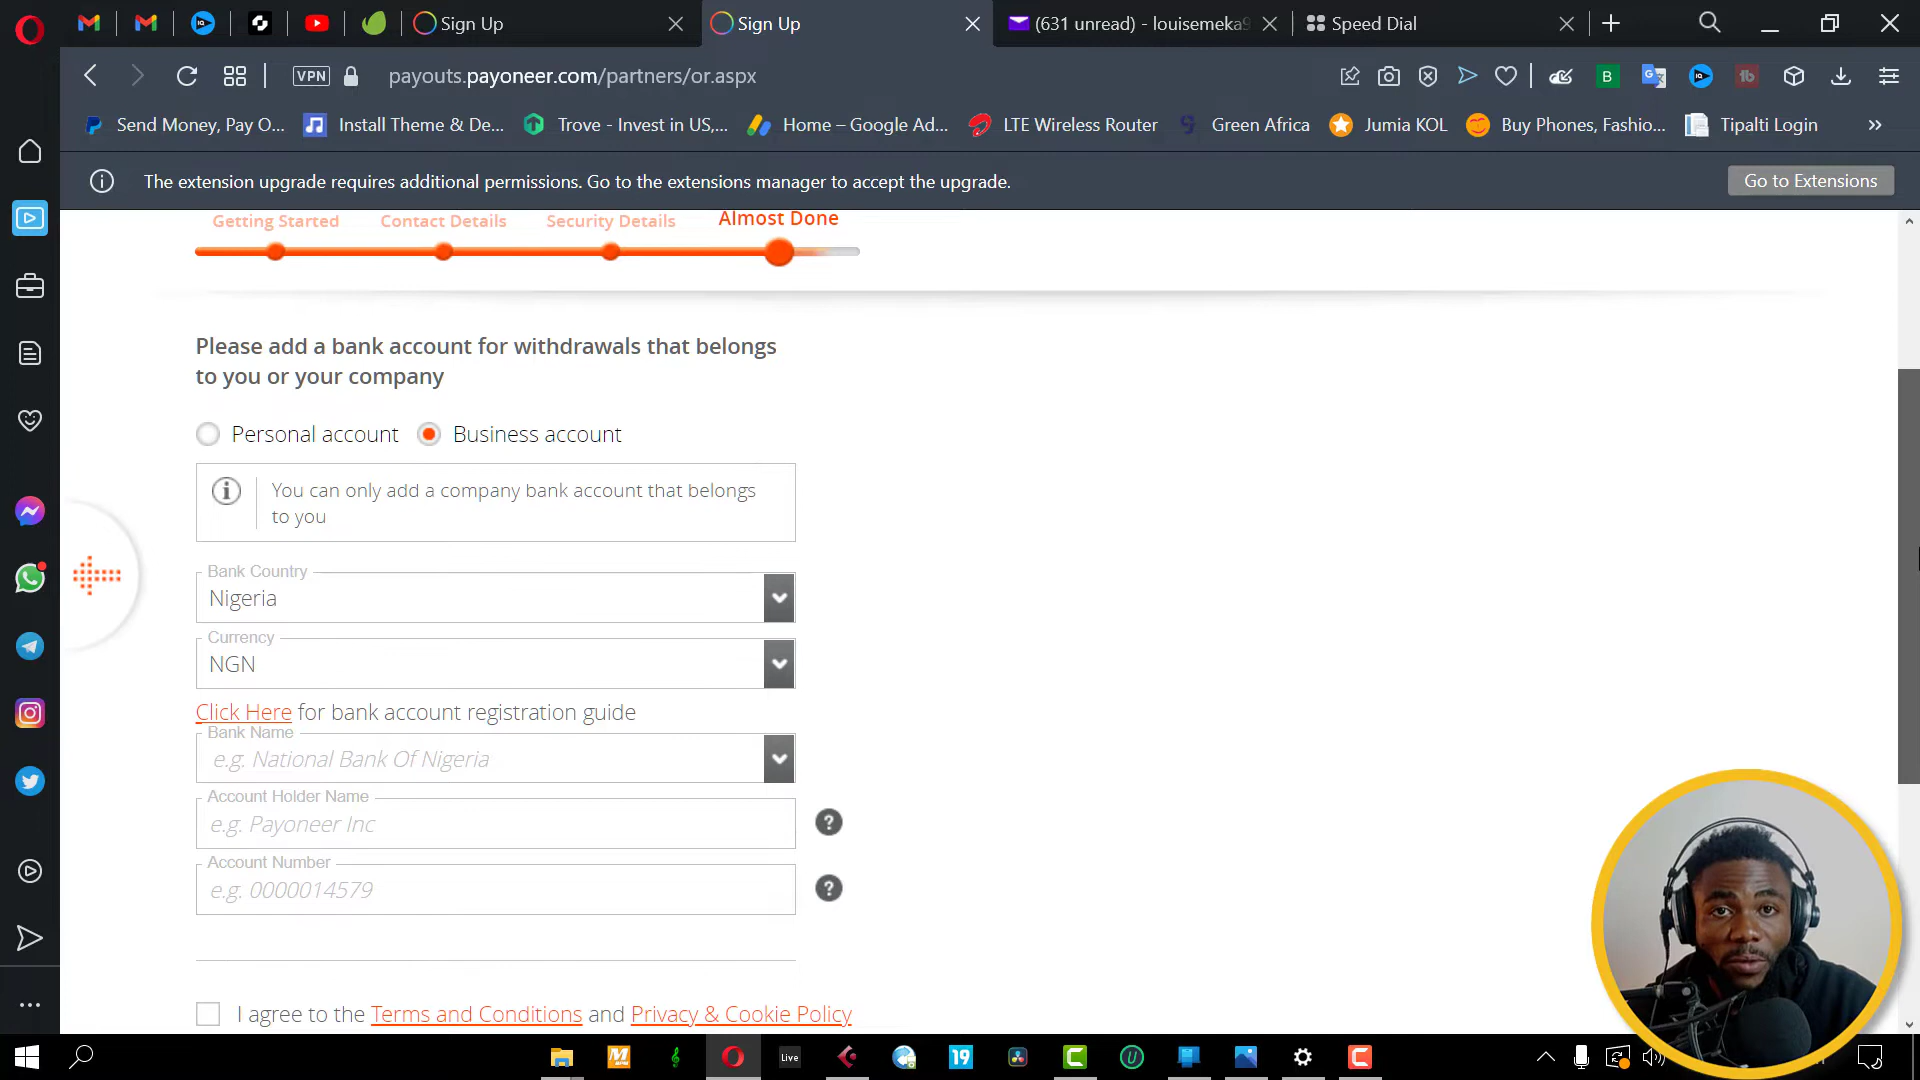 Sign Up
Sign Up
(631 unread) - louisemeka9
Speed Dial
VPN
payouts.payoneer.com/partners/or.aspx
B
Send Money, Pay O...
Install Theme & De...
Trove - Invest in US,...
Home – Google Ad...
LTE Wireless Router
Green Africa
Jumia KOL
Buy Phones, Fashio...
Tipalti Login
The extension upgrade requires additional permissions. Go to the extensions manager to accept the upgrade.
Go to Extensions
Getting Started
Contact Details
Security Details
Almost Done
Please add a bank account for withdrawals that belongs
to you or your company
Personal account
Business account
You can only add a company bank account that belongs
to you
Bank Country
Nigeria
Currency
NGN
Click Here for bank account registration guide
Bank Name
e.g. National Bank Of Nigeria
Account Holder Name
e.g. Payoneer Inc
?
Account Number
e.g. 0000014579
?
I agree to the Terms and Conditions and Privacy & Cookie Policy
Live
19